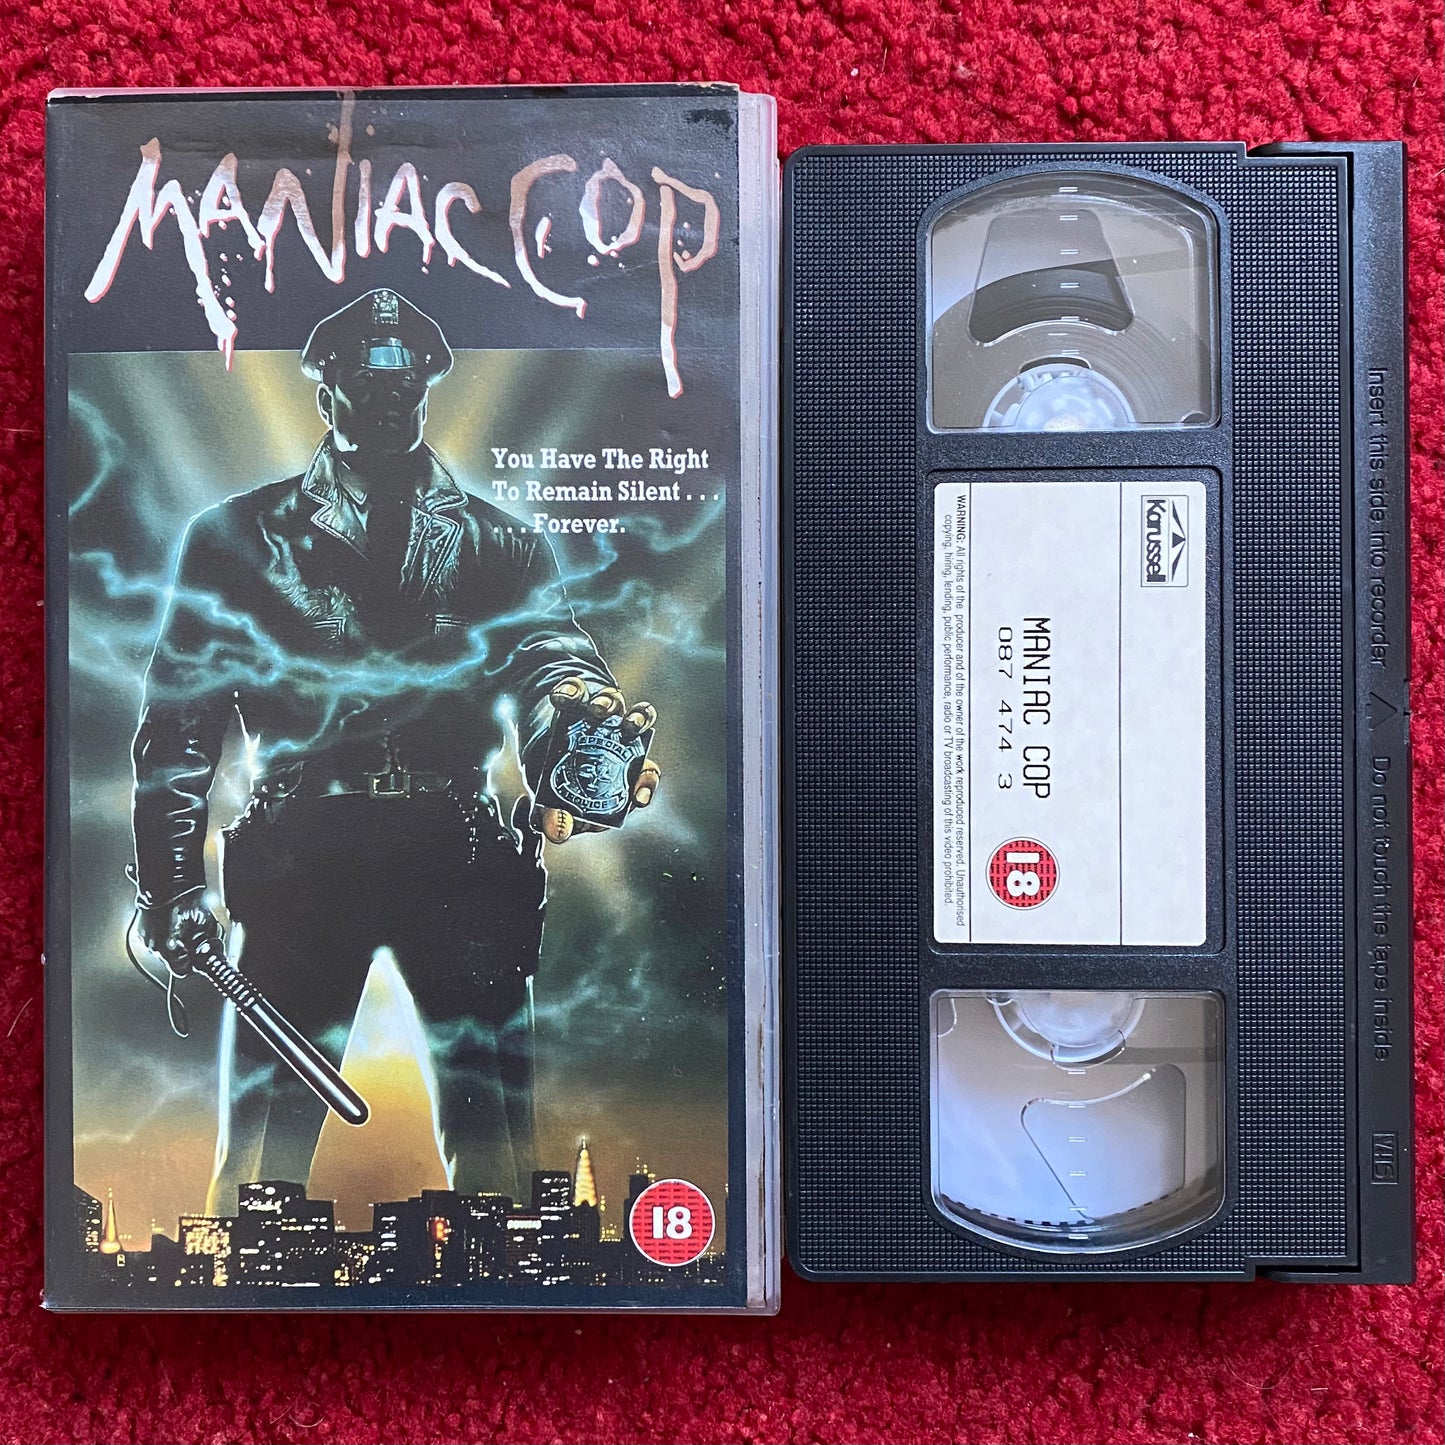 MANIAC COP
You Have The Right
To Remain Silent . . .
. . . Forever.
SPECIAL
POLICE
18
Karussell
MANIAC COP
087 474 3
18
WARNING: All rights of the producer and of the owner of the work reproduced reserved. Unauthorised
copying, hiring, lending, public performance, radio or TV broadcasting of this video prohibited.
Insert this side into recorder △ Do not touch the tape inside
VHS